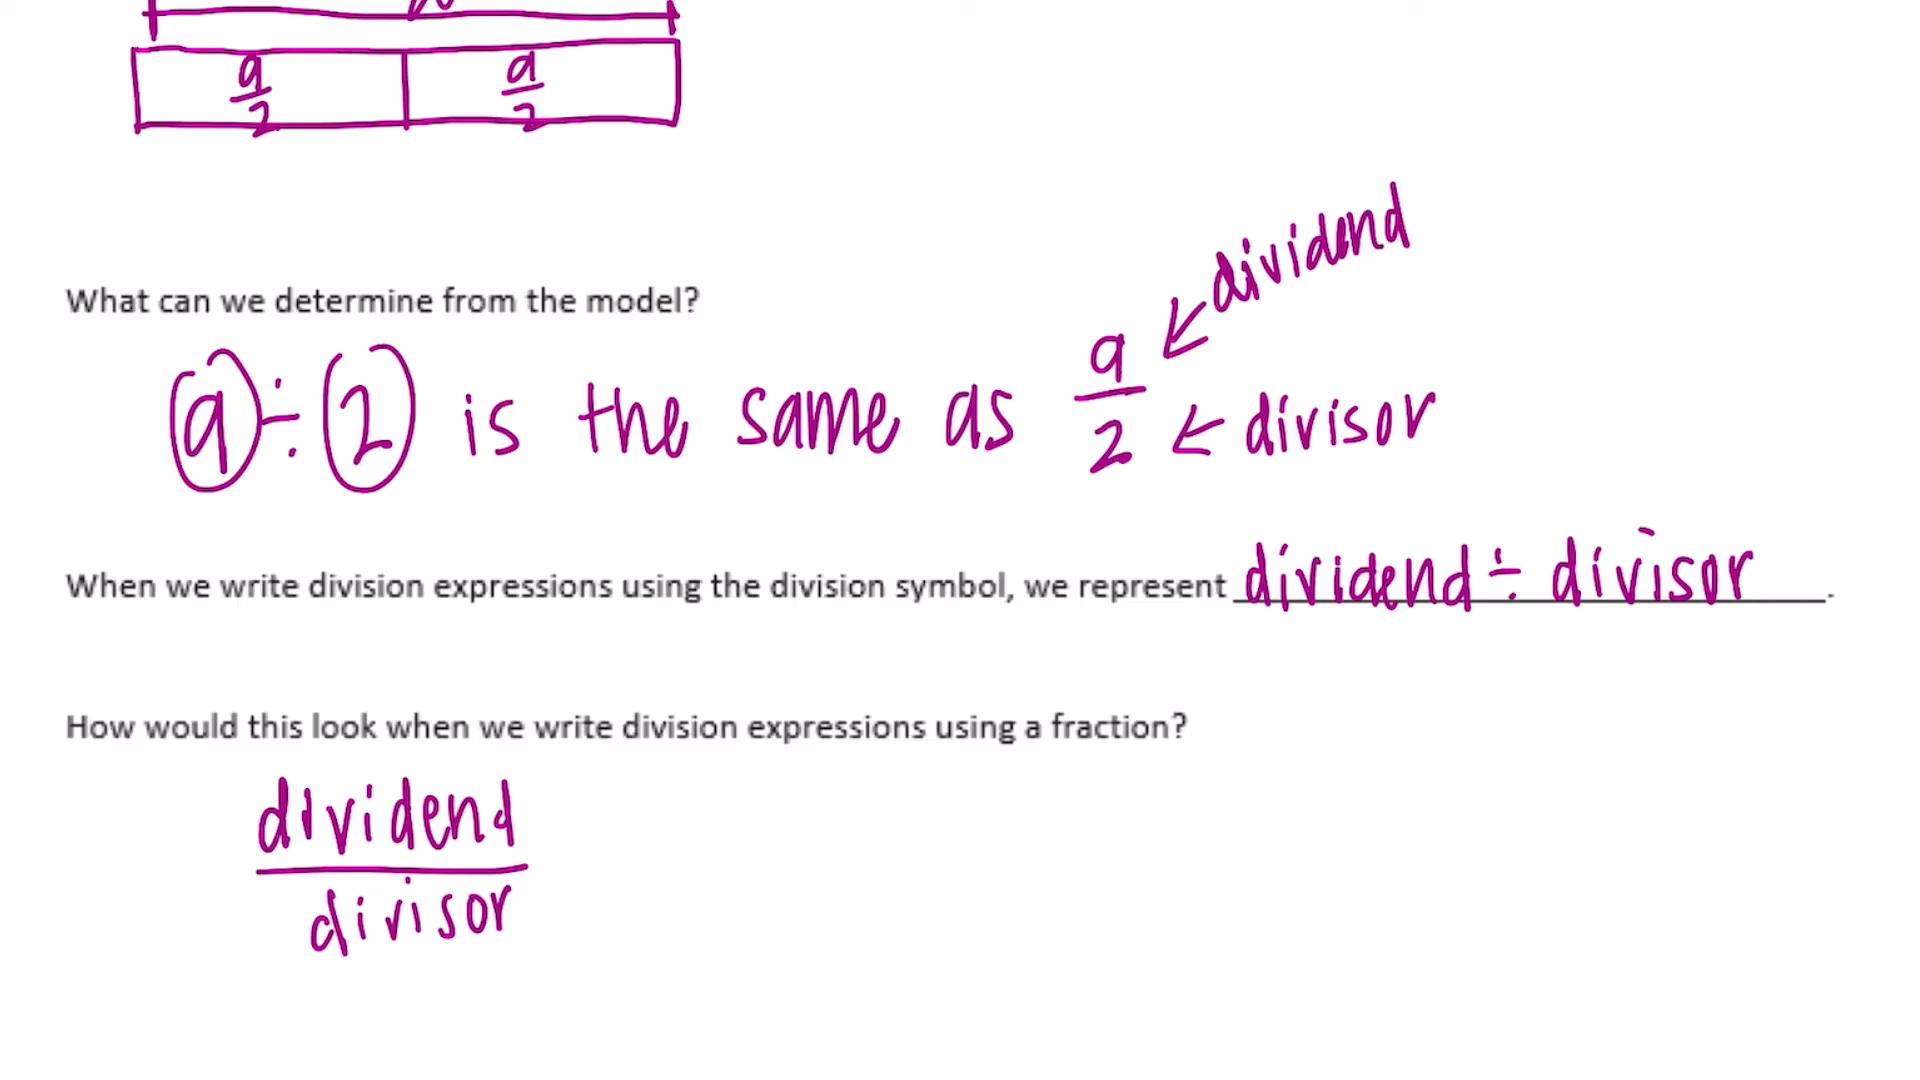 a/2 a/2
What can we determine from the model?
a ÷ 2 is the same as a/2 ← dividend ← divisor
When we write division expressions using the division symbol, we represent dividend ÷ divisor.
How would this look when we write division expressions using a fraction?
dividend
divisor